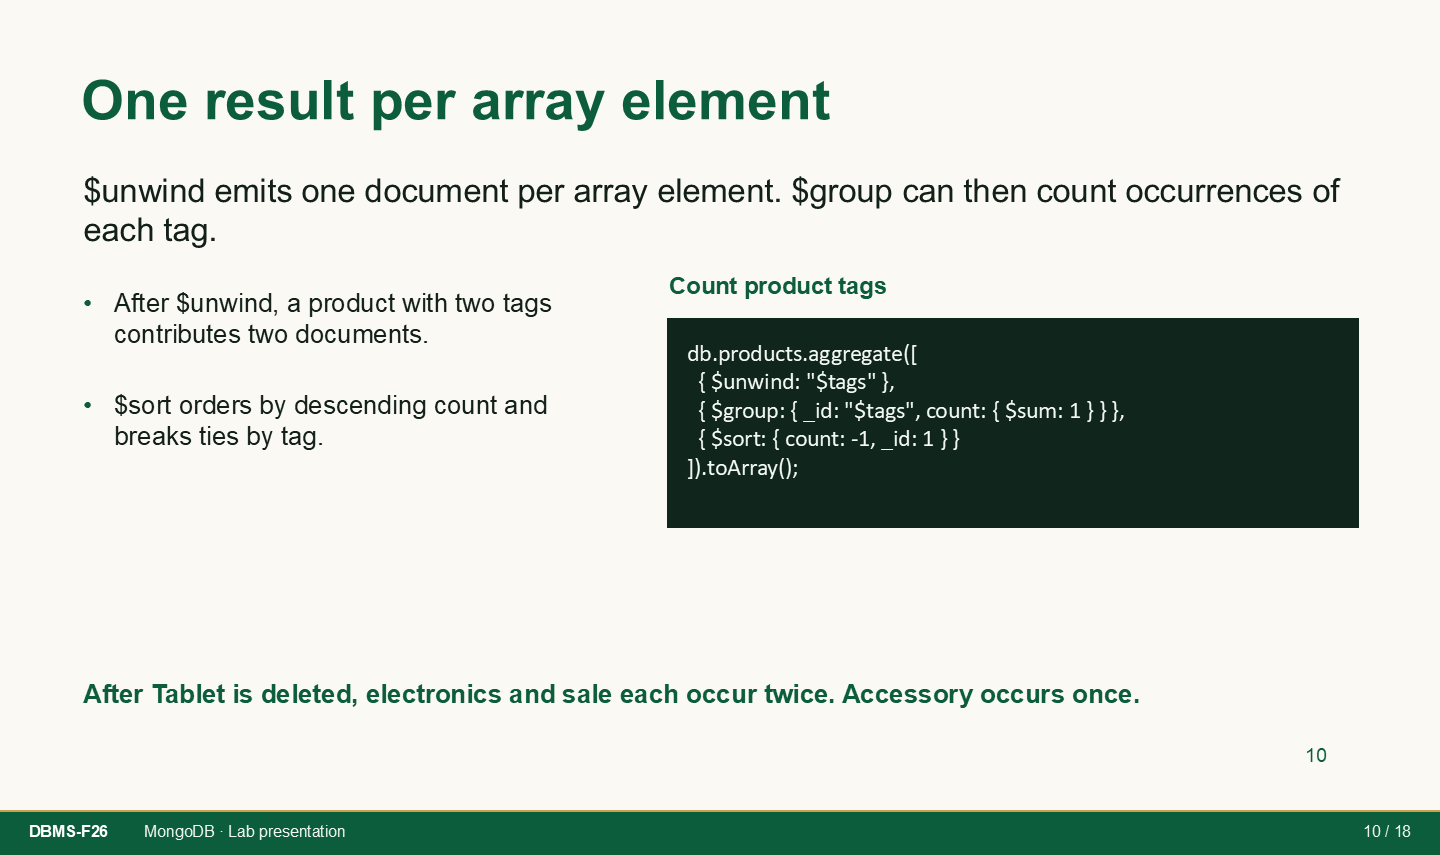 One result per array element
$unwind emits one document per array element. $group can then count occurrences of
each tag.
• After $unwind, a product with two tags
contributes two documents.
• $sort orders by descending count and
breaks ties by tag.
Count product tags
db.products.aggregate([
  { $unwind: "$tags" },
  { $group: { _id: "$tags", count: { $sum: 1 } } },
  { $sort: { count: -1, _id: 1 } }
]).toArray();
After Tablet is deleted, electronics and sale each occur twice. Accessory occurs once.
10
DBMS-F26 MongoDB · Lab presentation 10 / 18